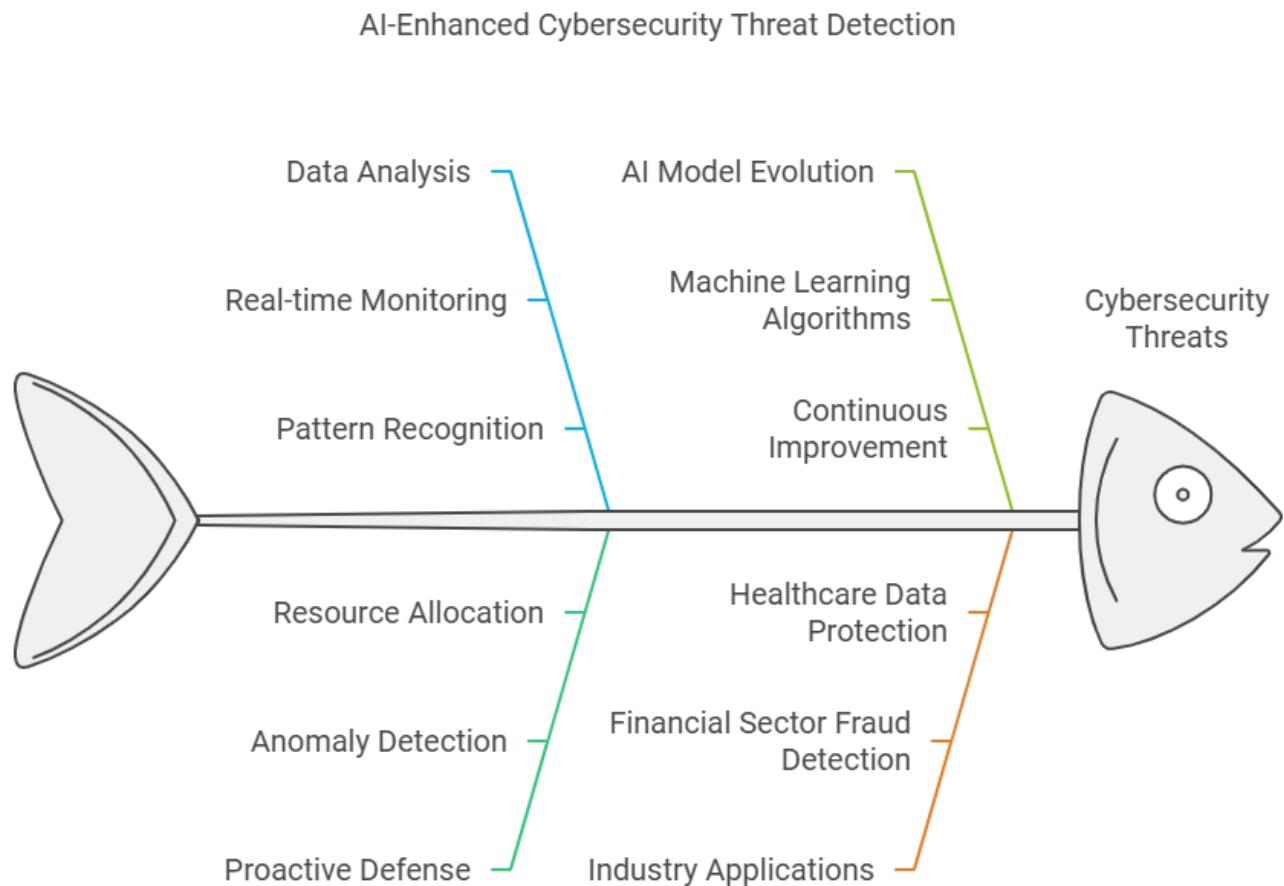 AI-Enhanced Cybersecurity Threat Detection
Data Analysis
Real-time Monitoring
Pattern Recognition
AI Model Evolution
Machine Learning
Algorithms
Continuous
Improvement
Cybersecurity
Threats
Resource Allocation
Anomaly Detection
Proactive Defense
Healthcare Data
Protection
Financial Sector Fraud
Detection
Industry Applications